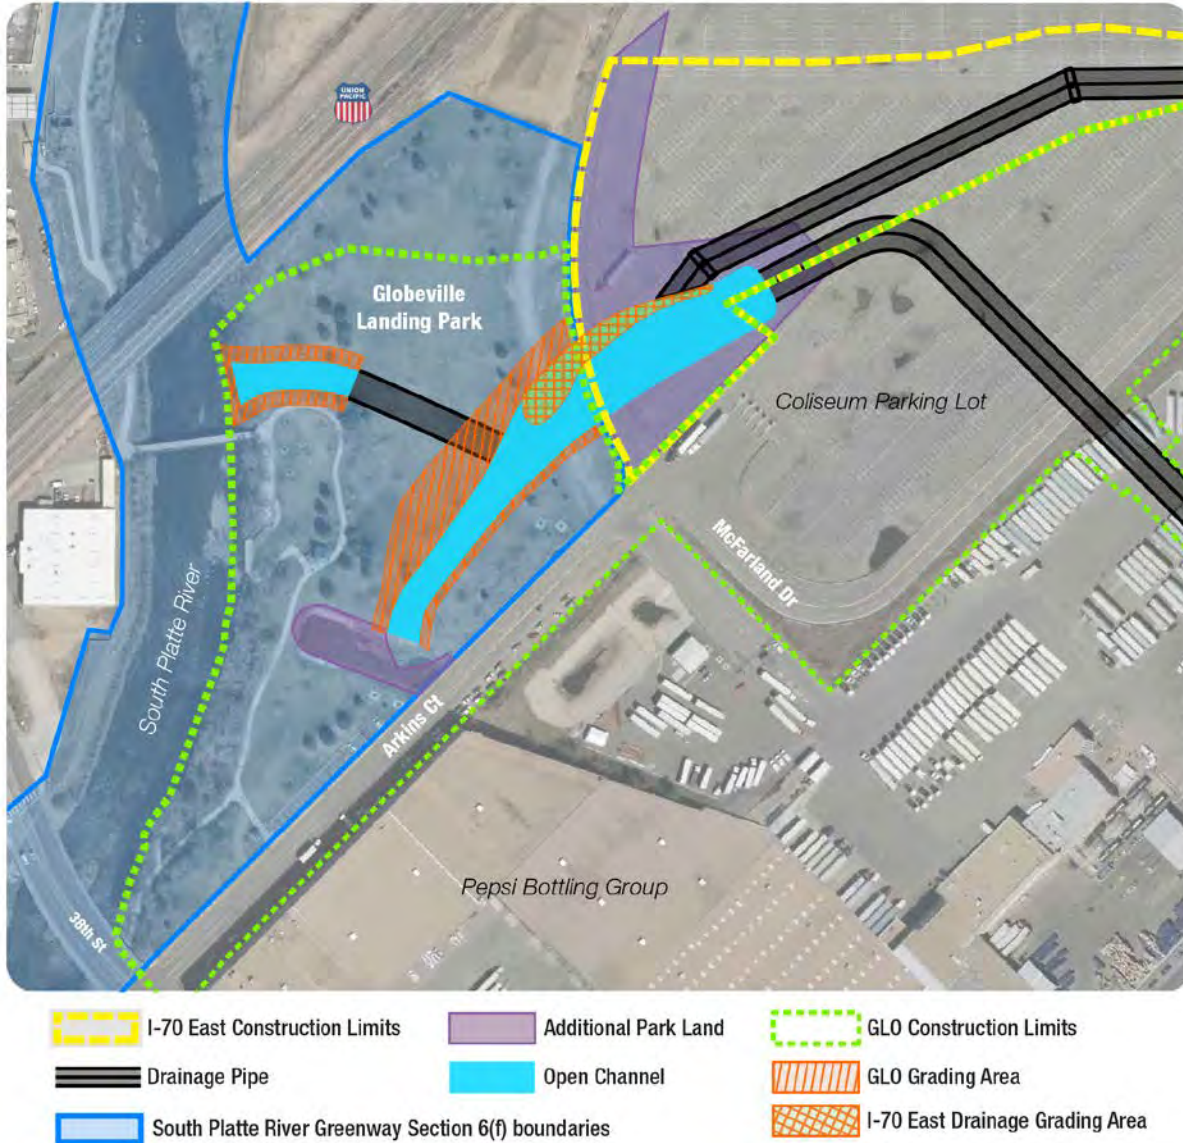 UNION
PACIFIC
Globeville
Landing Park
Coliseum Parking Lot
McFarland Dr
South Platte River
Arkins Ct
Pepsi Bottling Group
38th St
I-70 East Construction Limits
Additional Park Land
GLO Construction Limits
Drainage Pipe
Open Channel
GLO Grading Area
South Platte River Greenway Section 6(f) boundaries
I-70 East Drainage Grading Area